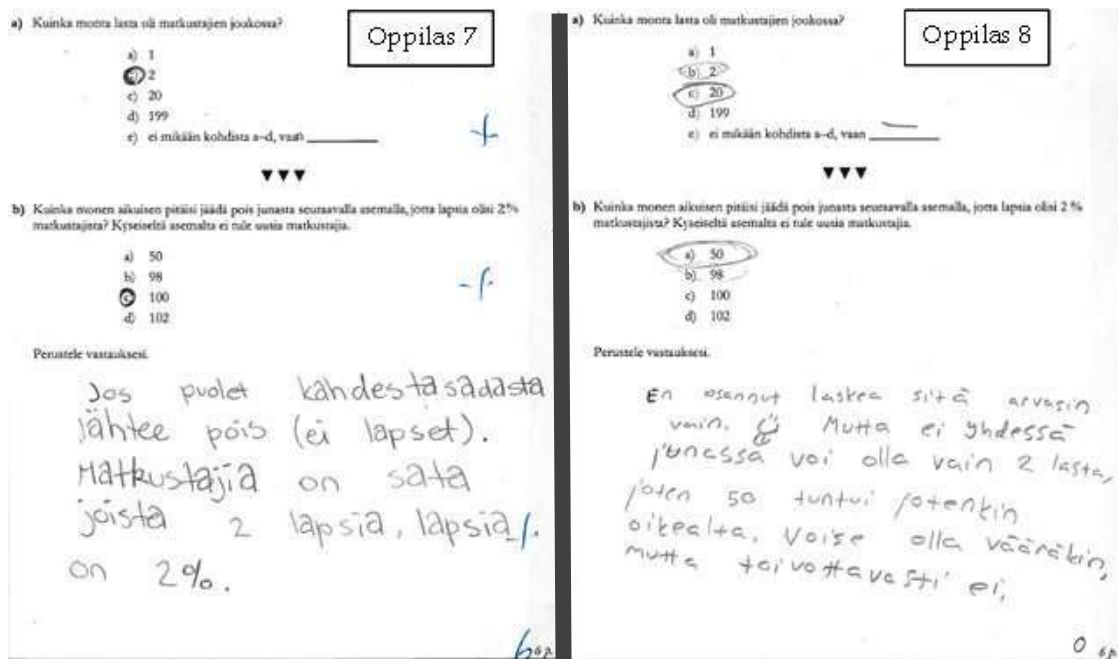 Oppilas 7
a) Kuinka monta lasta oli matkustajien joukossa?
a) 1
2
c) 20
d) 199
e) ei mikään kohdista a–d, vaan
▼▼▼
b) Kuinka monen aikuisen pitäisi jäädä pois junasta seuraavalla asemalla, jotta lapsia olisi 2%
matkustajista? Kyseiseltä asemalta ei tule uusia matkustajia.
a) 50
b) 98
c) 100
d) 102
Perustele vastauksesi.
Jos puolet kahdestasadasta
jähtee pois (ei lapset).
Matkustajia on sata
joista 2 lapsia, lapsia
on 2%.
6 6 p.
Oppilas 8
a) Kuinka monta lasta oli matkustajien joukossa?
a) 1
b) 2
c) 20
d) 199
e) ei mikään kohdista a–d, vaan
▼▼▼
b) Kuinka monen aikuisen pitäisi jäädä pois junasta seuraavalla asemalla, jotta lapsia olisi 2 %
matkustajista? Kyseiseltä asemalta ei tule uusia matkustajia.
a) 50
b) 98
c) 100
d) 102
Perustele vastauksesi.
En osannut laskea sitä arvasin
vain. Mutta ei yhdessä
junassa voi olla vain 2 lasta,
joten 50 tuntui jotenkin
oikealta. Voise olla vääräkin,
mutta toivottavasti ei.
0 6p